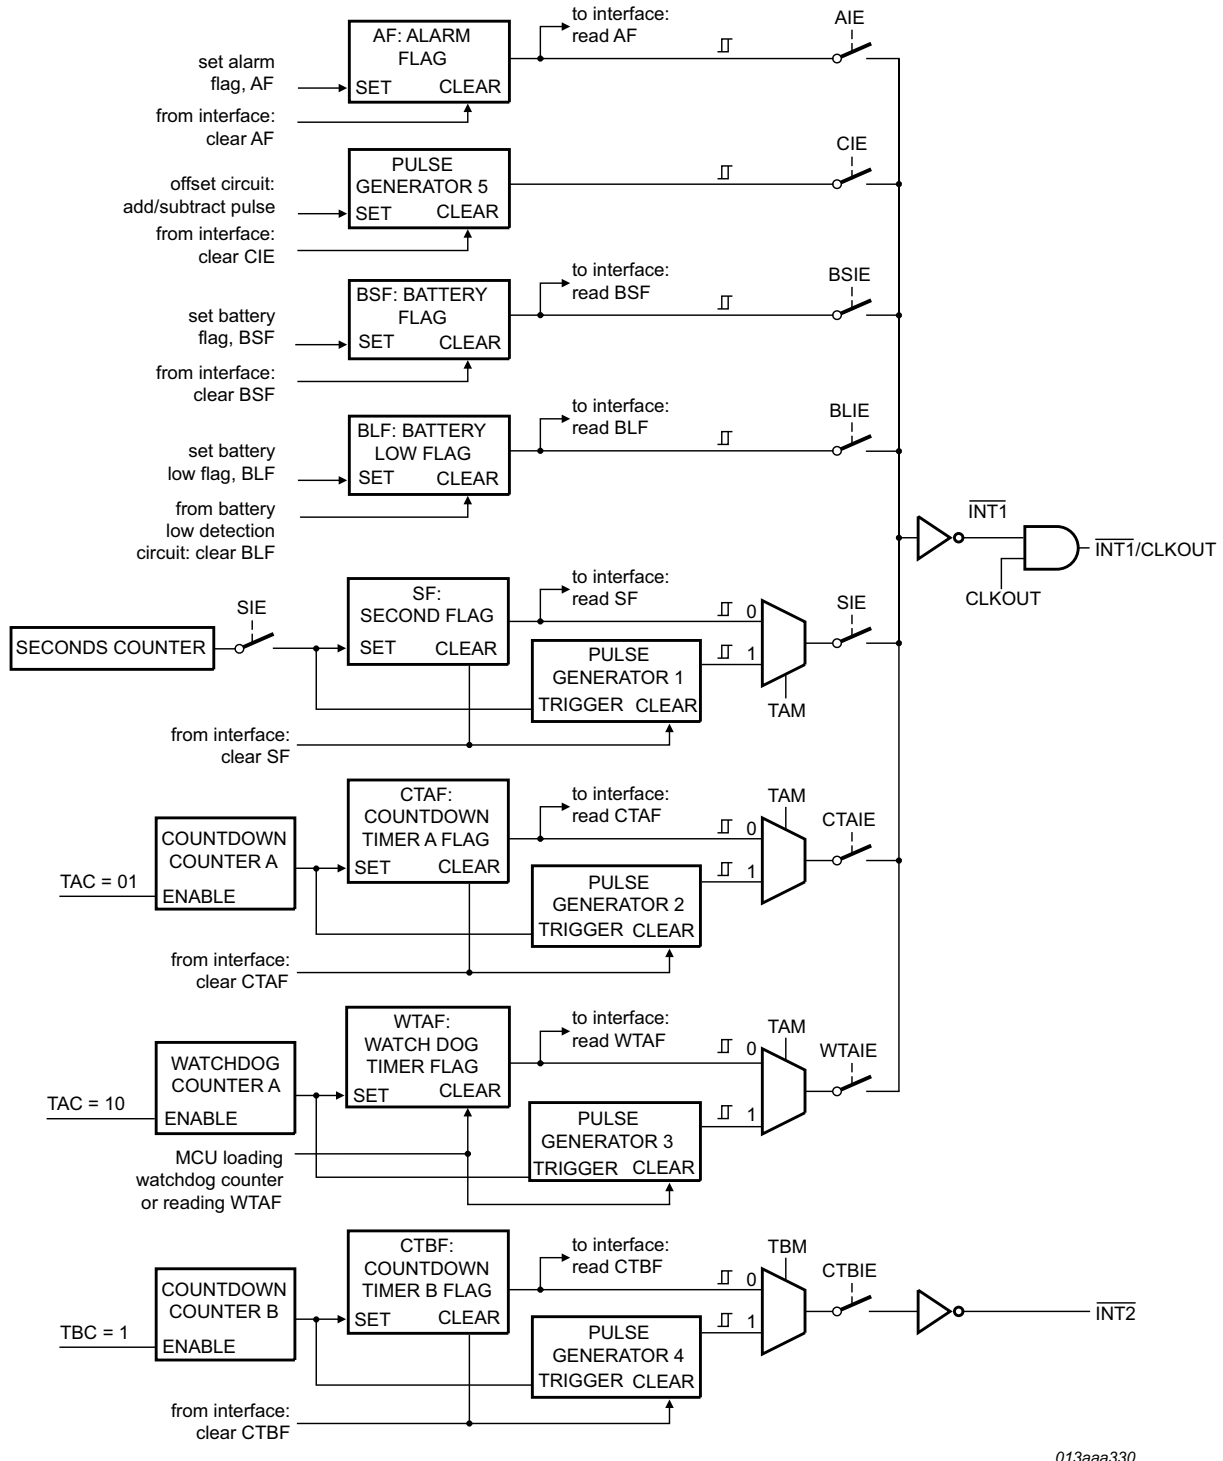 to interface:
read AF
AIE
AF: ALARM
FLAG
SET CLEAR
set alarm
flag, AF
from interface:
clear AF
CIE
PULSE
GENERATOR 5
SET CLEAR
offset circuit:
add/subtract pulse
from interface:
clear CIE
to interface:
read BSF
BSIE
BSF: BATTERY
FLAG
SET CLEAR
set battery
flag, BSF
from interface:
clear BSF
to interface:
read BLF
BLIE
BLF: BATTERY
LOW FLAG
SET CLEAR
set battery
low flag, BLF
from battery
low detection
circuit: clear BLF
INT1
INT1/CLKOUT
CLKOUT
to interface:
read SF
SECONDS COUNTER
SIE
SF:
SECOND FLAG
SET CLEAR
0
1
SIE
PULSE
GENERATOR 1
TRIGGER CLEAR
TAM
from interface:
clear SF
to interface:
read CTAF
TAM
CTAIE
CTAF:
COUNTDOWN
TIMER A FLAG
SET CLEAR
COUNTDOWN
COUNTER A
ENABLE
TAC = 01
0
1
PULSE
GENERATOR 2
TRIGGER CLEAR
from interface:
clear CTAF
to interface:
read WTAF
TAM
WTAIE
WTAF:
WATCH DOG
TIMER FLAG
SET CLEAR
WATCHDOG
COUNTER A
ENABLE
TAC = 10
0
1
PULSE
GENERATOR 3
TRIGGER CLEAR
MCU loading
watchdog counter
or reading WTAF
to interface:
read CTBF
TBM
CTBIE
CTBF:
COUNTDOWN
TIMER B FLAG
SET CLEAR
COUNTDOWN
COUNTER B
ENABLE
TBC = 1
0
1
INT2
PULSE
GENERATOR 4
TRIGGER CLEAR
from interface:
clear CTBF
013aaa330